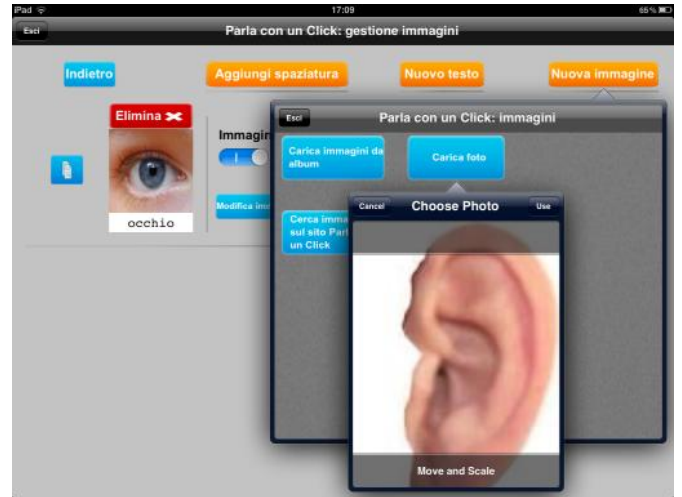 iPad 17:09 65%
Esci Parla con un Click: gestione immagini
Indietro Aggiungi spaziatura Nuovo testo Nuova immagine
Elimina
Esci Parla con un Click: immagini
Immagin
Carica immagini da
album
Carica foto
Modifica
occhio
Cerca imma
sul sito Parl
un Click
Cancel Choose Photo Use
Move and Scale